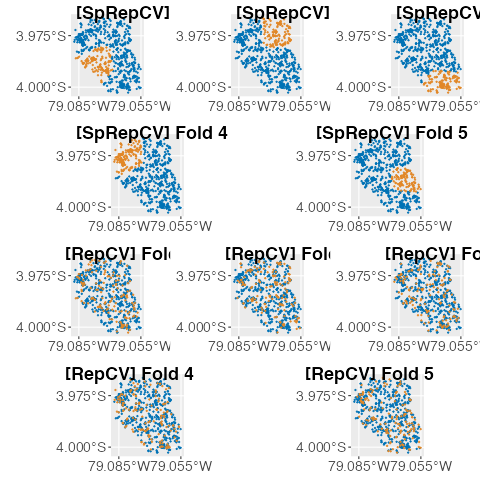 [SpRepCV] [SpRepCV] [SpRepCV
3.975°S 3.975°S 3.975°S
4.000°S 4.000°S 4.000°S
79.085°W79.055°W 79.085°W79.055°W 79.085°W79.055°W
[SpRepCV] Fold 4 [SpRepCV] Fold 5
3.975°S 3.975°S
4.000°S 4.000°S
79.085°W79.055°W 79.085°W79.055°W
[RepCV] Fol [RepCV] Fol [RepCV] Fo
3.975°S 3.975°S 3.975°S
4.000°S 4.000°S 4.000°S
79.085°W79.055°W 79.085°W79.055°W 79.085°W79.055°W
[RepCV] Fold 4 [RepCV] Fold 5
3.975°S 3.975°S
4.000°S 4.000°S
79.085°W79.055°W 79.085°W79.055°W